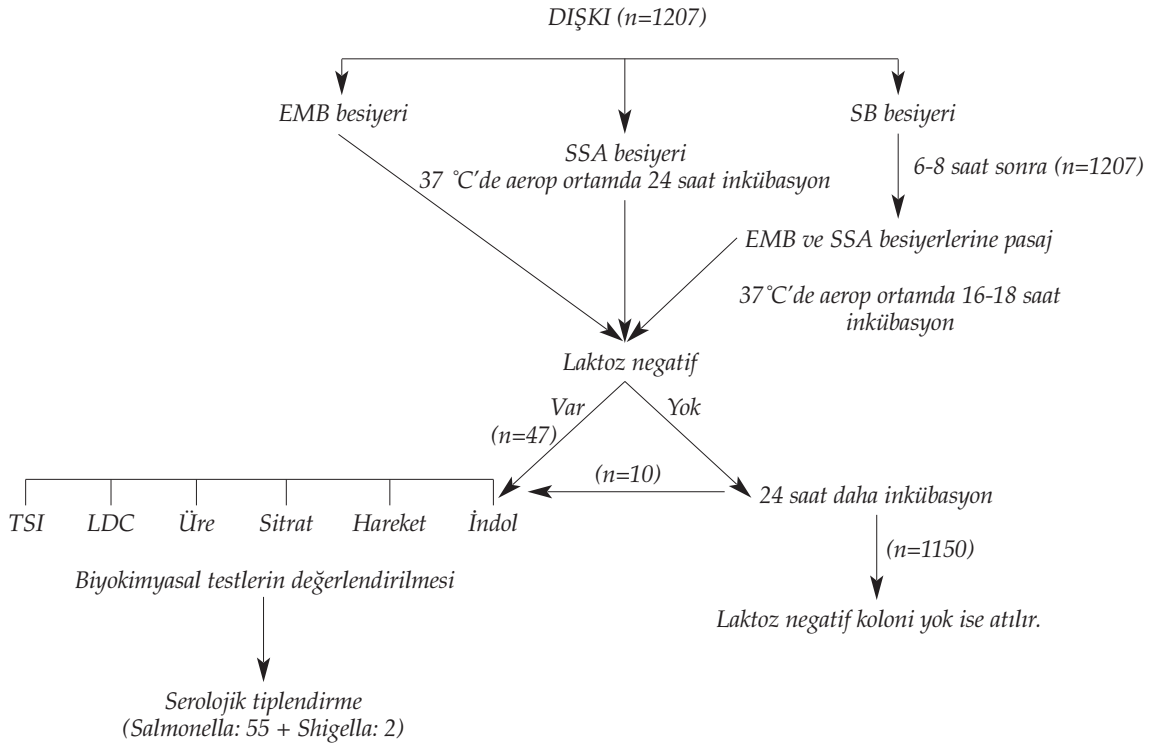 DIŞKI (n=1207)
EMB besiyeri
SB besiyeri
SSA besiyeri
37 °C'de aerop ortamda 24 saat inkübasyon
6-8 saat sonra (n=1207)
EMB ve SSA besiyerlerine pasaj
37°C'de aerop ortamda 16-18 saat
inkübasyon
Laktoz negatif
Var
(n=47)
Yok
(n=10)
24 saat daha inkübasyon
TSI
LDC
Üre
Sitrat
Hareket
İndol
(n=1150)
Biyokimyasal testlerin değerlendirilmesi
Laktoz negatif koloni yok ise atılır.
Serolojik tiplendirme
(Salmonella: 55 + Shigella: 2)